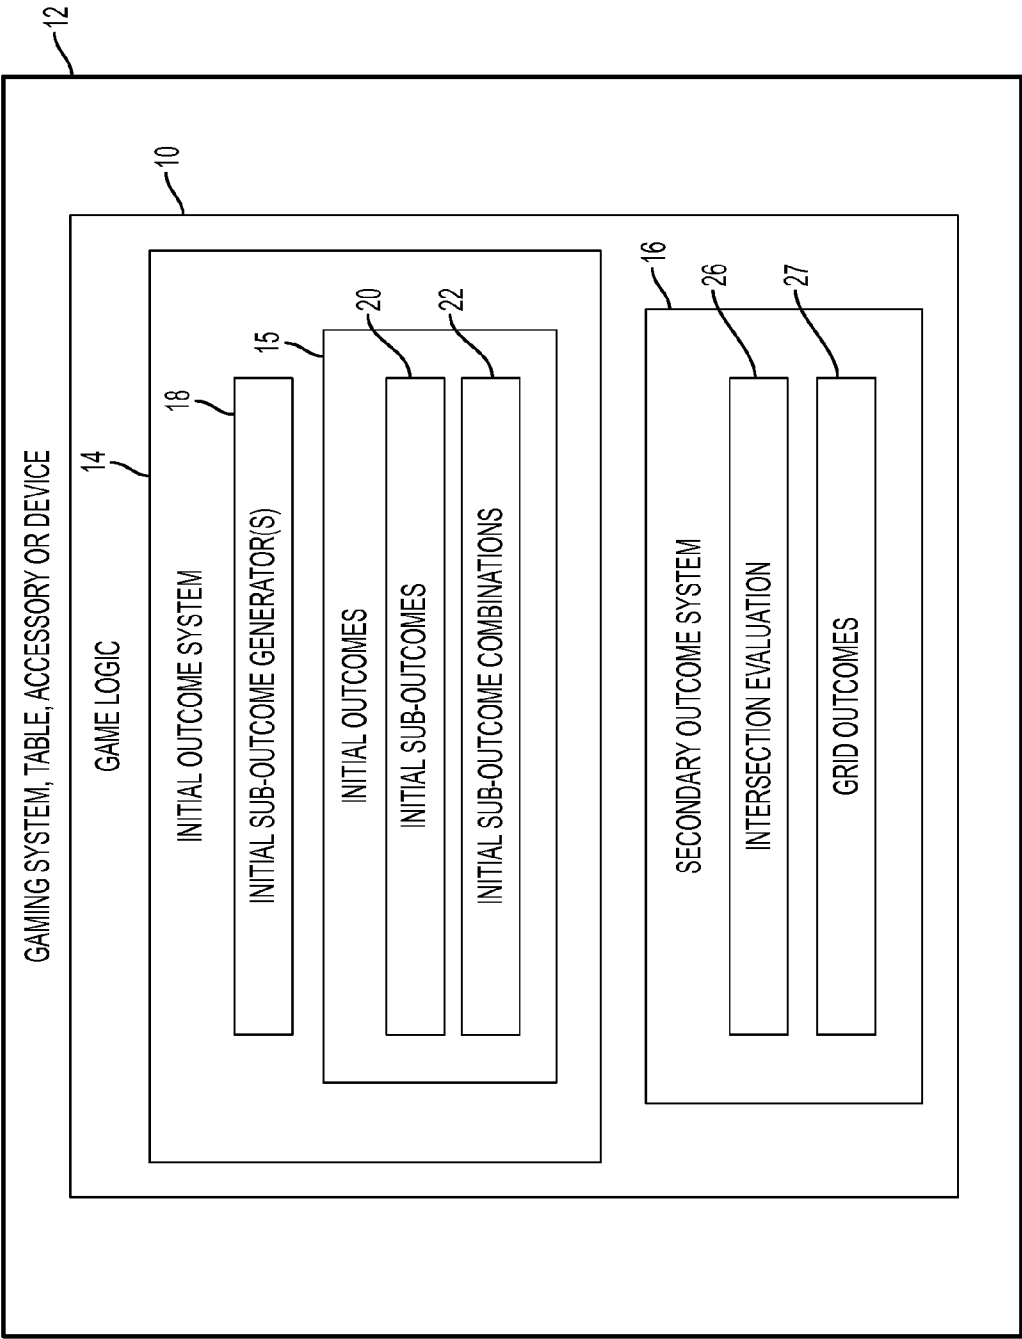 12
GAMING SYSTEM, TABLE, ACCESSORY OR DEVICE
10
GAME LOGIC
14
INITIAL OUTCOME SYSTEM
18
INITIAL SUB-OUTCOME GENERATOR(S)
15
INITIAL OUTCOMES
20
INITIAL SUB-OUTCOMES
22
INITIAL SUB-OUTCOME COMBINATIONS
16
SECONDARY OUTCOME SYSTEM
26
INTERSECTION EVALUATION
27
GRID OUTCOMES